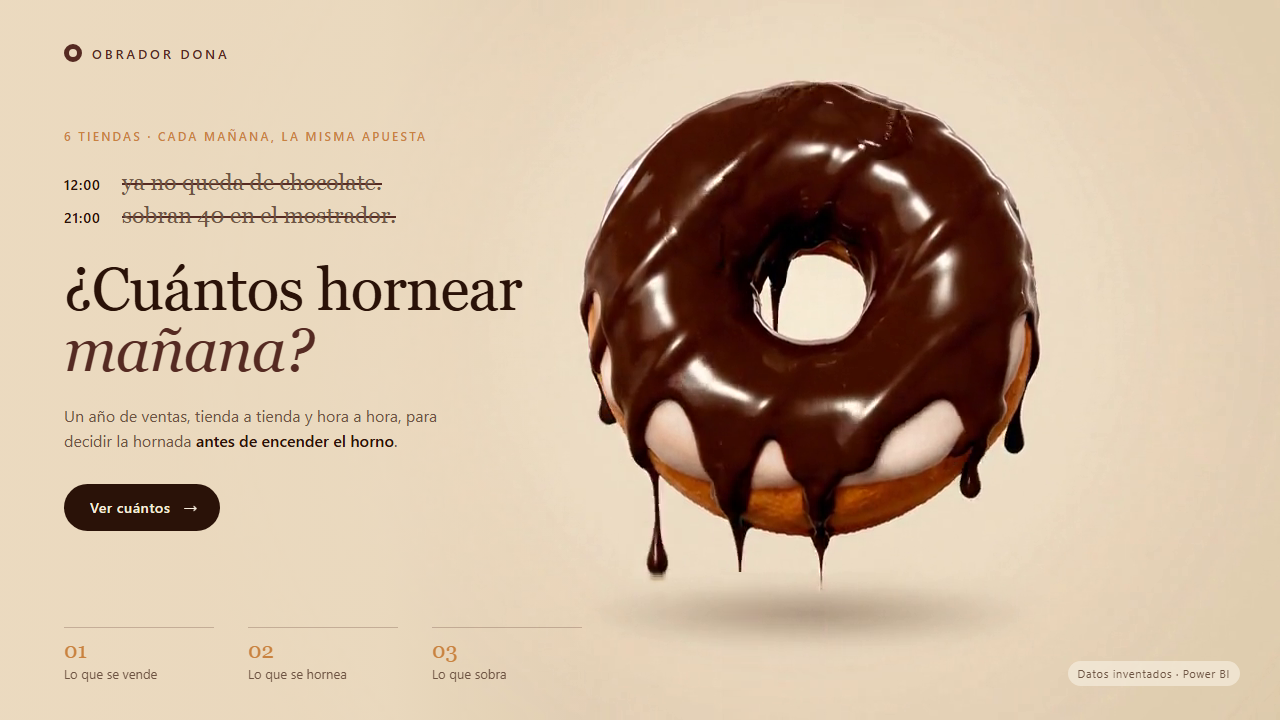 OBRADOR DONA
6 TIENDAS · CADA MAÑANA, LA MISMA APUESTA
12:00 ya no queda de chocolate.
21:00 sobran 40 en el mostrador.
¿Cuántos hornear
mañana?
Un año de ventas, tienda a tienda y hora a hora, para
decidir la hornada antes de encender el horno.
Ver cuántos →
01
Lo que se vende
02
Lo que se hornea
03
Lo que sobra
Datos inventados · Power BI